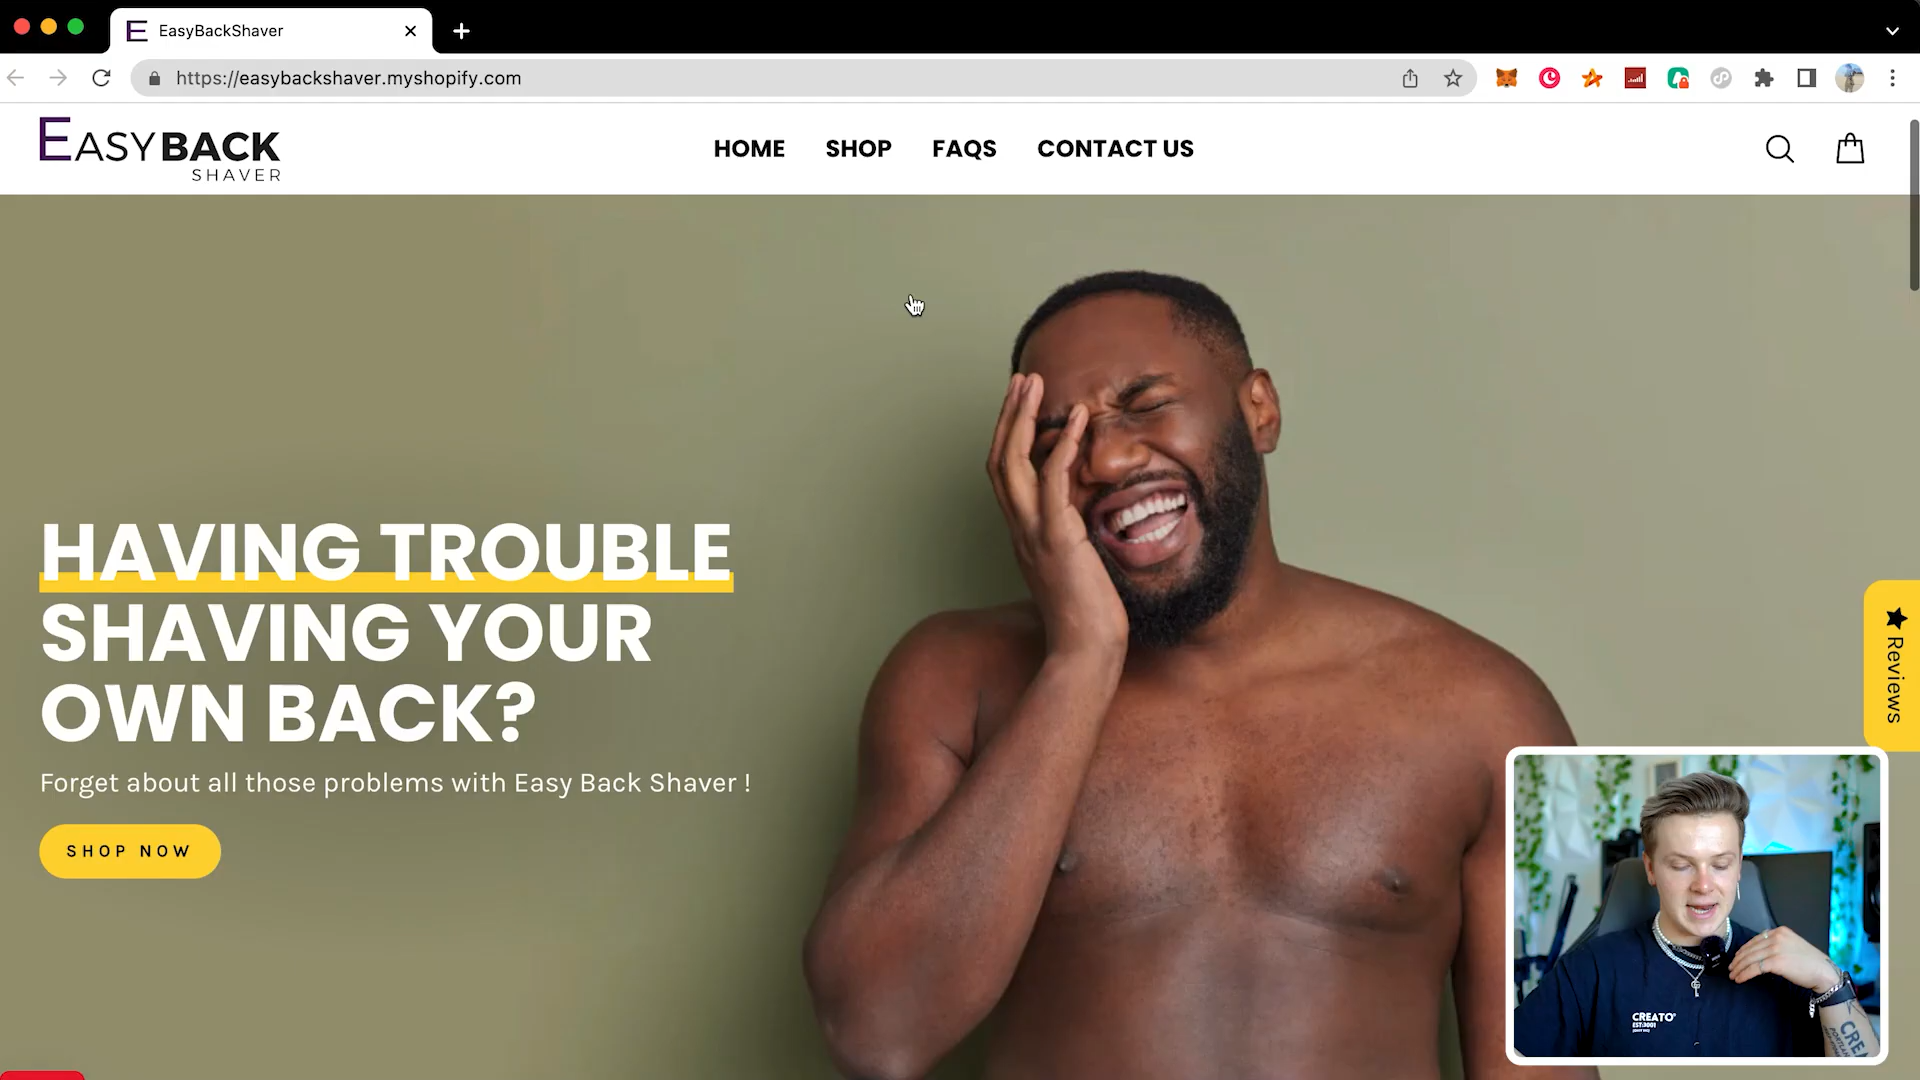 EasyBackShaver
https://easybackshaver.myshopify.com
EASYBACK
SHAVER
HOME SHOP FAQS CONTACT US
HAVING TROUBLE
SHAVING YOUR
OWN BACK?
Forget about all those problems with Easy Back Shaver !
SHOP NOW
Reviews
CREATO